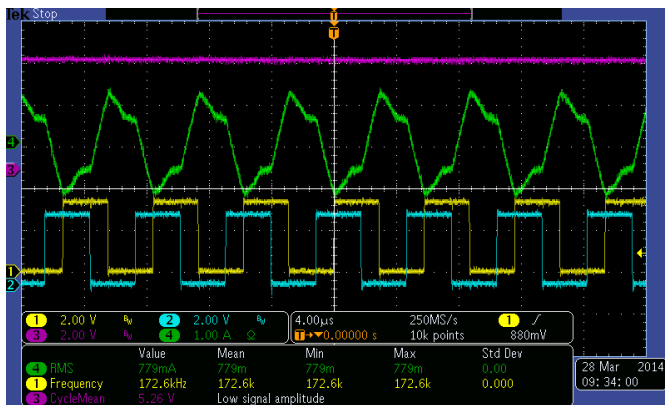 Tek Stop
T
T
4
3
1
2
1 2.00 V BW 2 2.00 V BW 4.00µs 250MS/s 1 ∫
3 2.00 V BW 4 1.00 A Ω T→▼0.00000 s 10k points 880mV
Value Mean Min Max Std Dev
4 RMS 779mA 779m 779m 779m 0.00
1 Frequency 172.6kHz 172.6k 172.6k 172.6k 0.000
3 CycleMean 5.26 V Low signal amplitude
28 Mar 2014
09:34:00